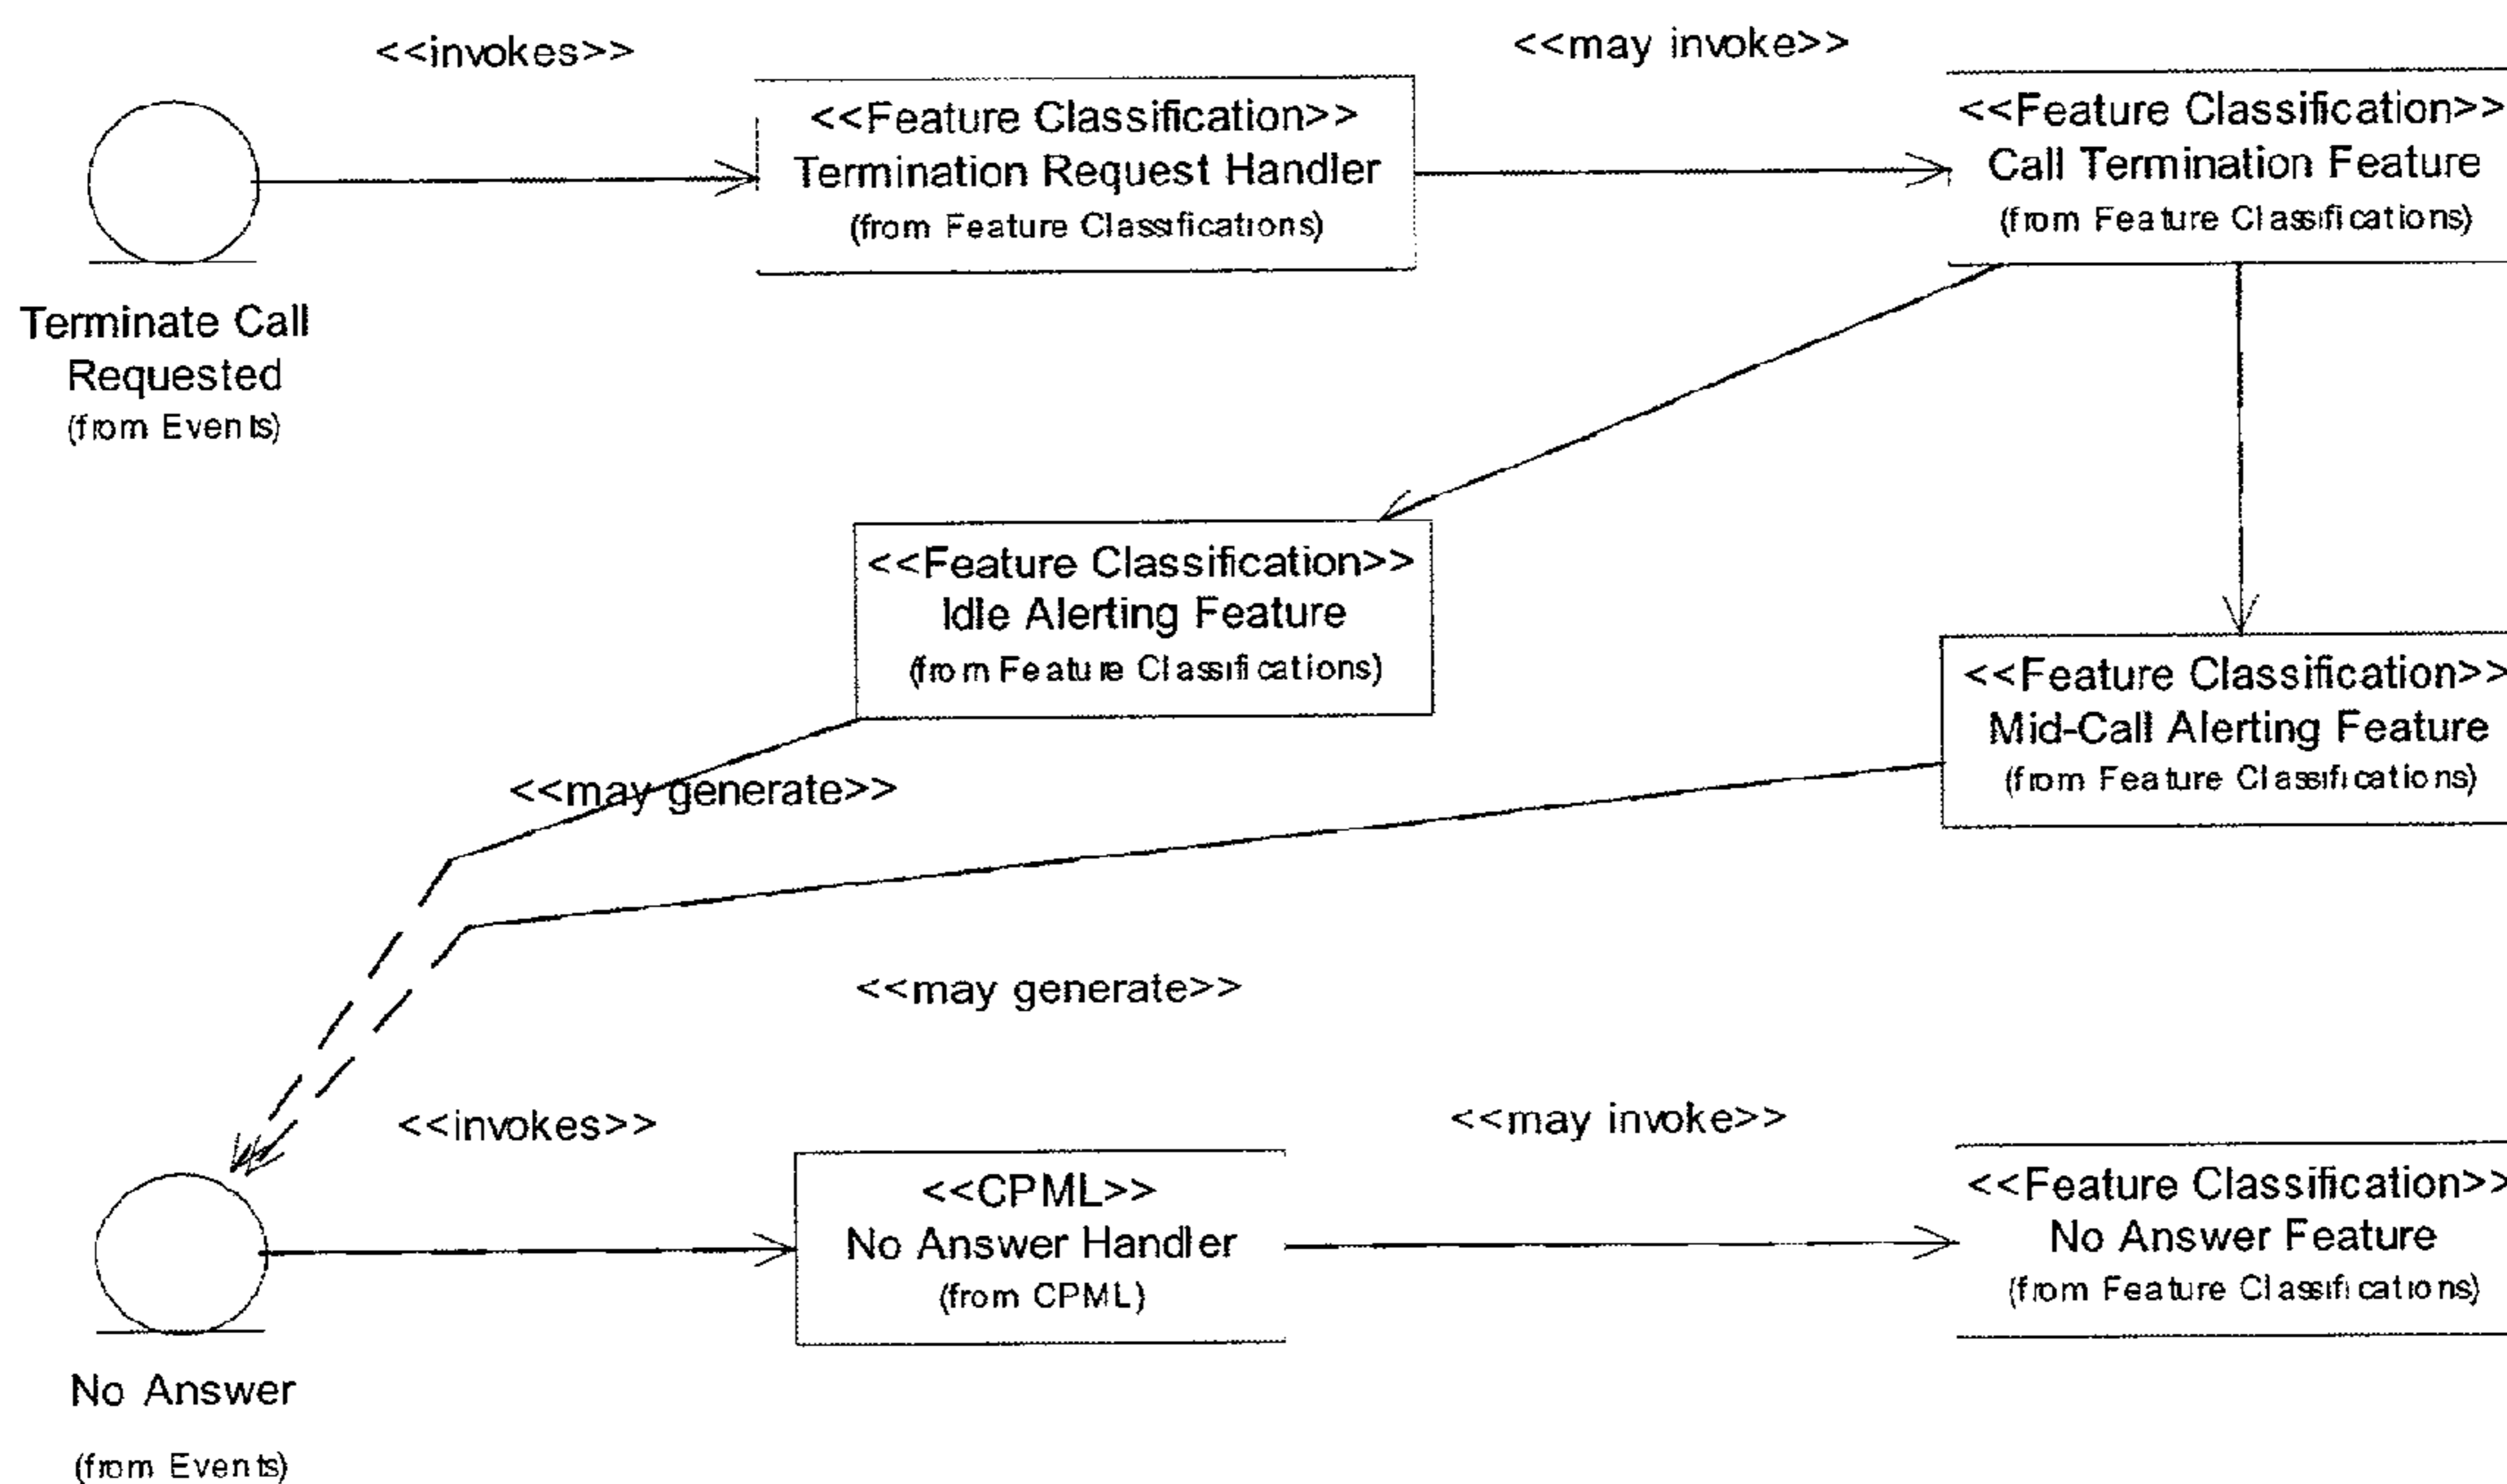 <<invokes>>
<<may invoke>>
<<Feature Classification>>
Termination Request Handler
(from Feature Classifications)
<<Feature Classification>>
Call Termination Feature
(from Feature Classifications)
Terminate Call
Requested
(from Events)
<<Feature Classification>>
Idle Alerting Feature
(from Feature Classifications)
<<Feature Classification>>
Mid-Call Alerting Feature
(from Feature Classifications)
<<may generate>>
<<may generate>>
<<invokes>>
<<may invoke>>
<<CPML>>
No Answer Handler
(from CPML)
<<Feature Classification>>
No Answer Feature
(from Feature Classifications)
No Answer
(from Events)